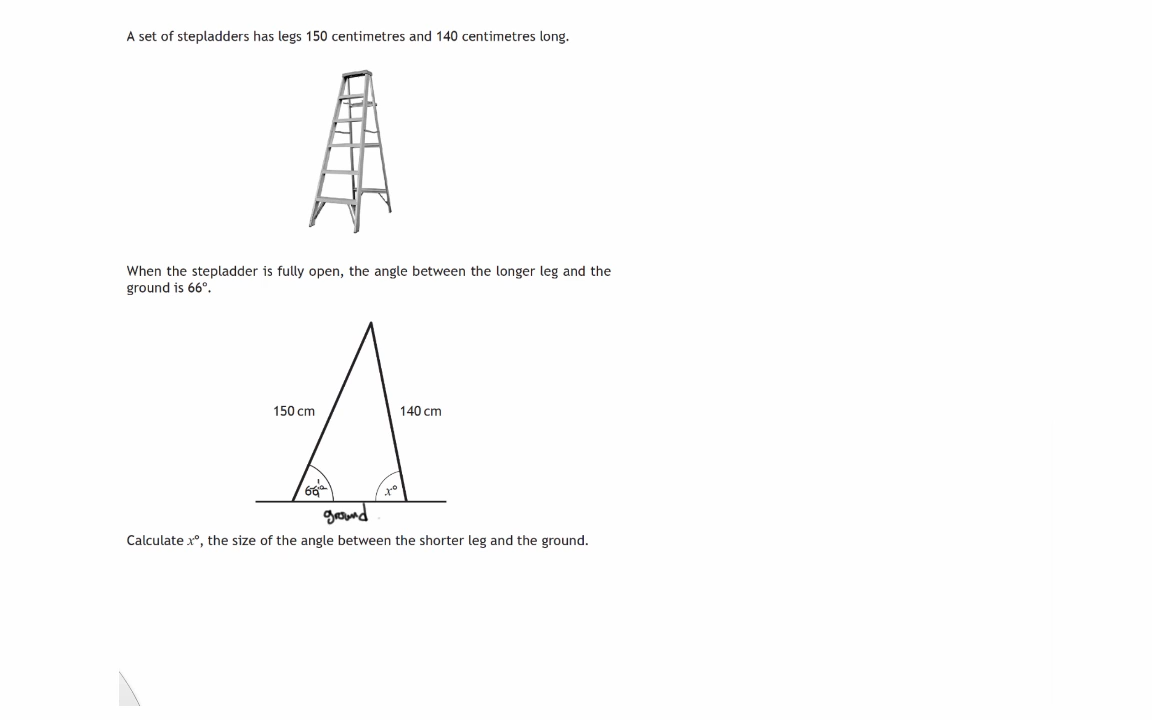 A set of stepladders has legs 150 centimetres and 140 centimetres long.
When the stepladder is fully open, the angle between the longer leg and the
ground is 66°.
150 cm
140 cm
x°
ground
Calculate x°, the size of the angle between the shorter leg and the ground.